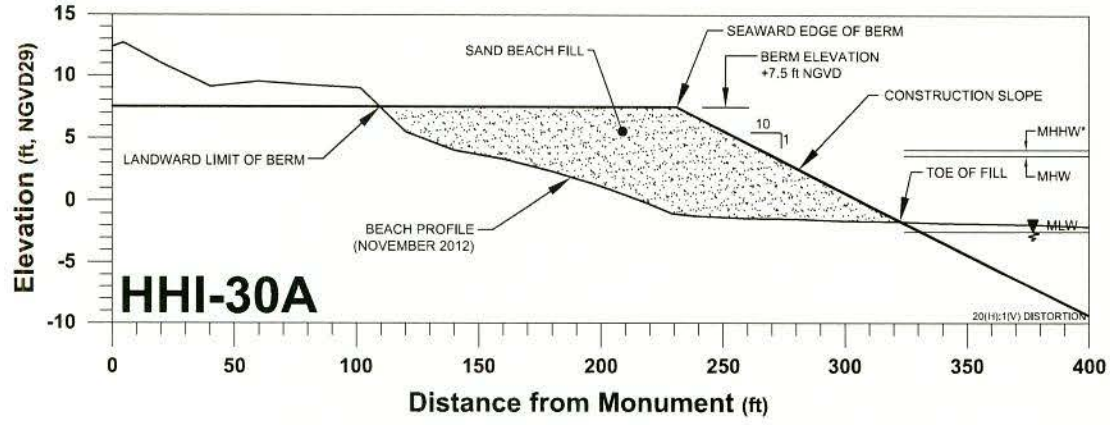 15
10
5
0
-5
-10
Elevation (ft, NGVD29)
SAND BEACH FILL
SEAWARD EDGE OF BERM
BERM ELEVATION
+7.5 ft NGVD
CONSTRUCTION SLOPE
10
1
MHHW*
MHW
LANDWARD LIMIT OF BERM
TOE OF FILL
BEACH PROFILE
(NOVEMBER 2012)
MLW
HHI-30A
20(H):1(V) DISTORTION
0
50
100
150
200
250
300
350
400
Distance from Monument (ft)